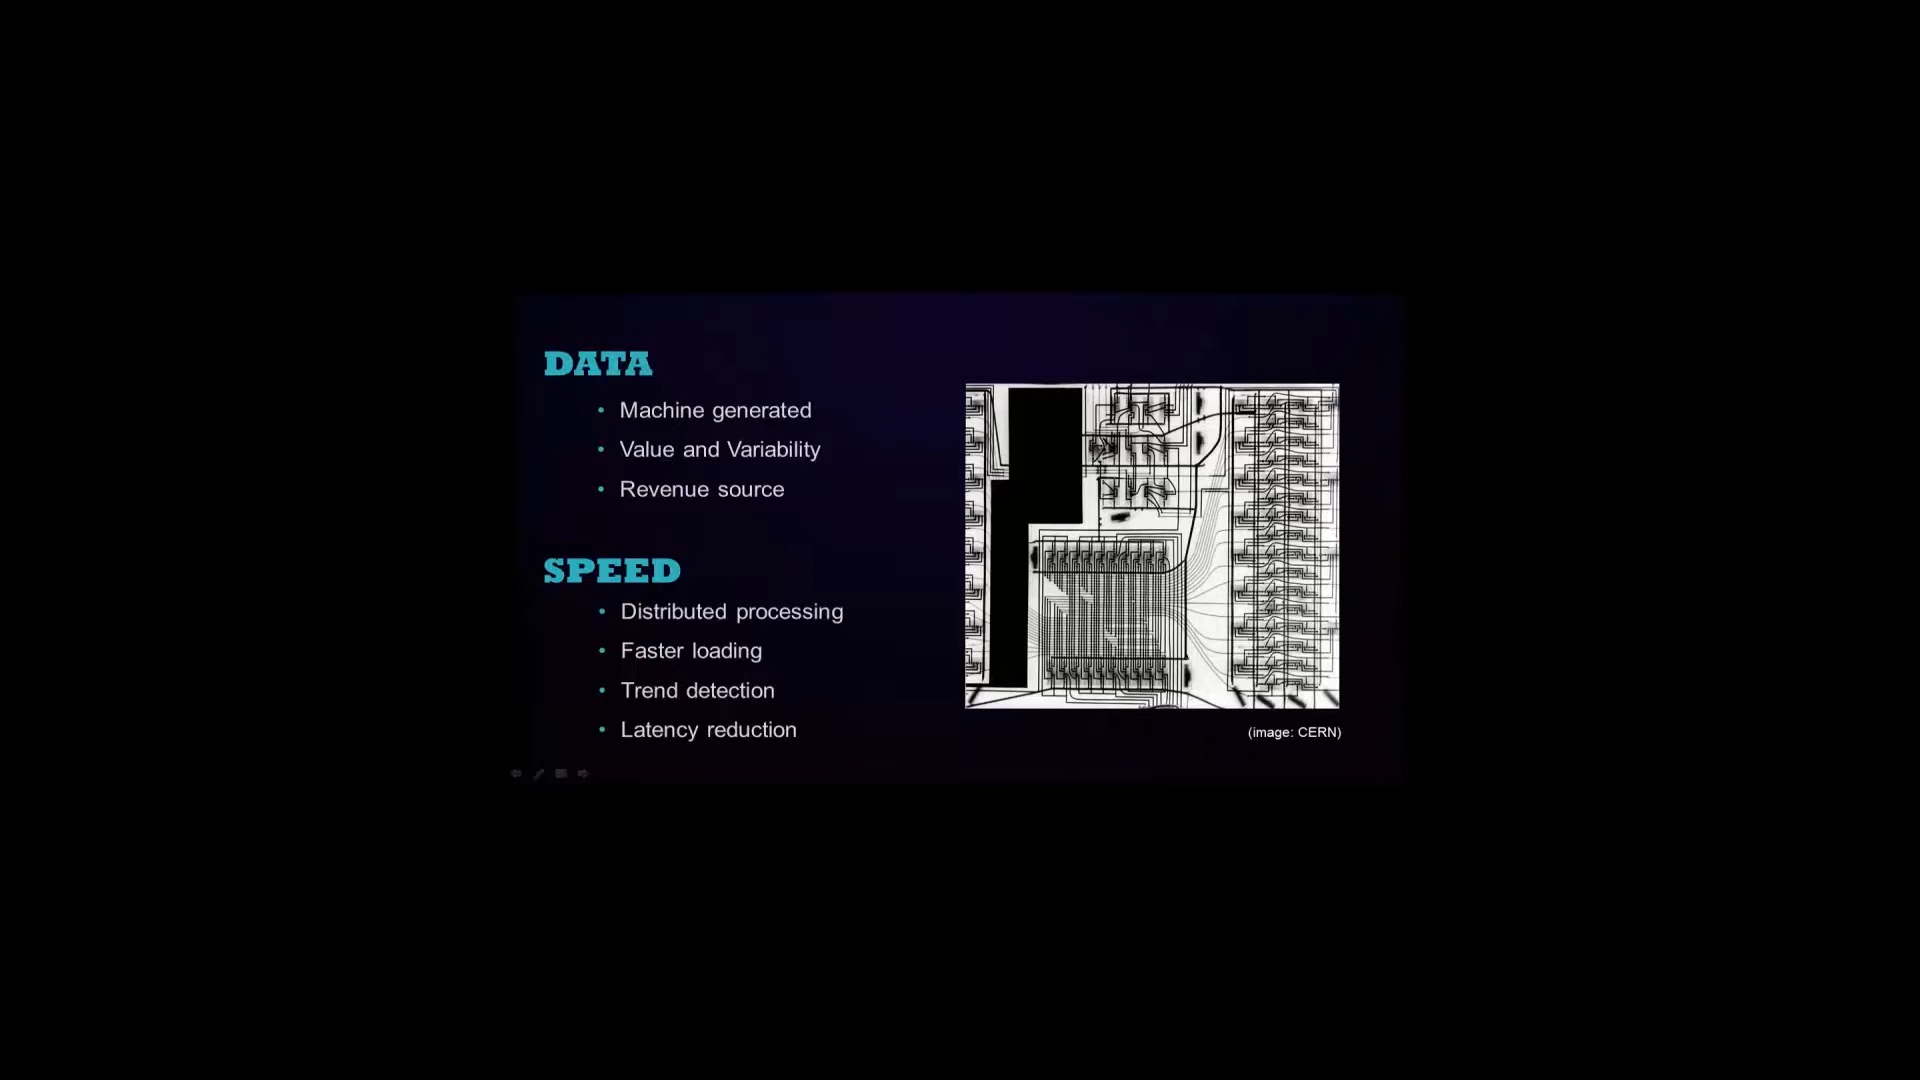 DATA
• Machine generated
• Value and Variability
• Revenue source
SPEED
• Distributed processing
• Faster loading
• Trend detection
• Latency reduction
(image: CERN)